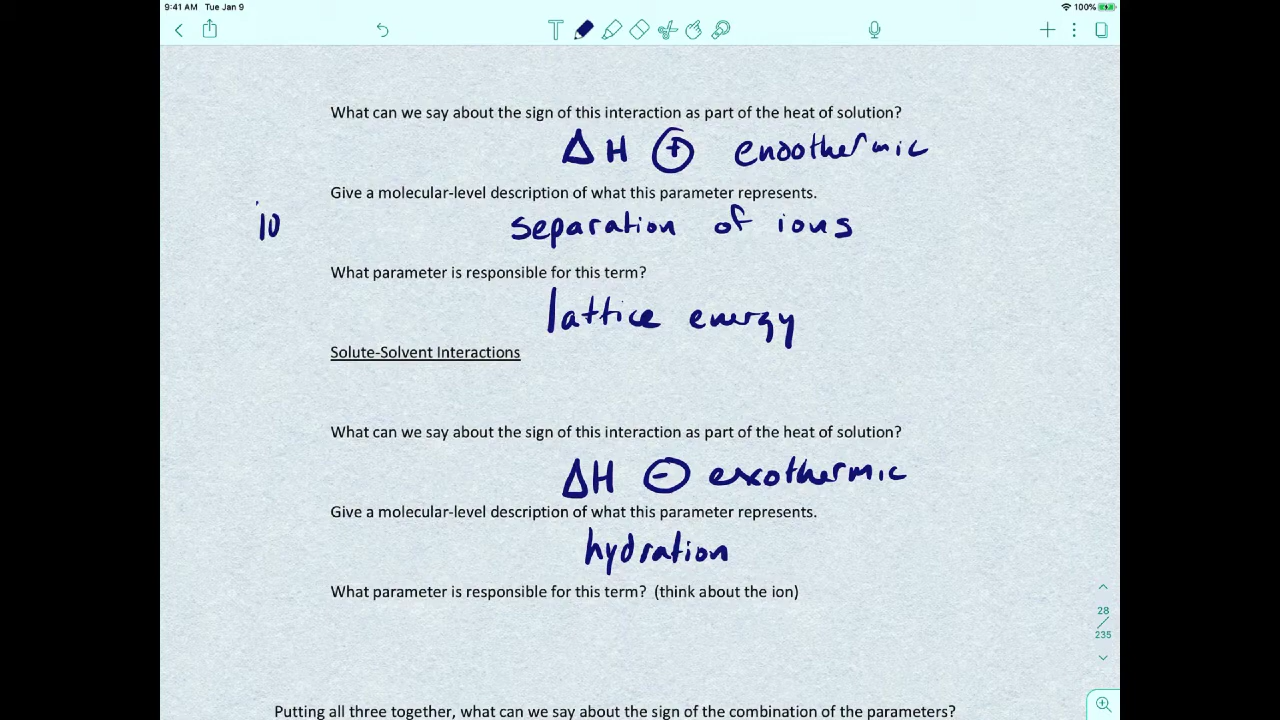 9:41 AM Tue Jan 9
100%
What can we say about the sign of this interaction as part of the heat of solution?
Δ H ⊕ endothermic
Give a molecular-level description of what this parameter represents.
separation of ions
io
What parameter is responsible for this term?
lattice energy
Solute-Solvent Interactions
What can we say about the sign of this interaction as part of the heat of solution?
ΔH ⊖ exothermic
Give a molecular-level description of what this parameter represents.
hydration
What parameter is responsible for this term? (think about the ion)
28
/
235
Putting all three together, what can we say about the sign of the combination of the parameters?